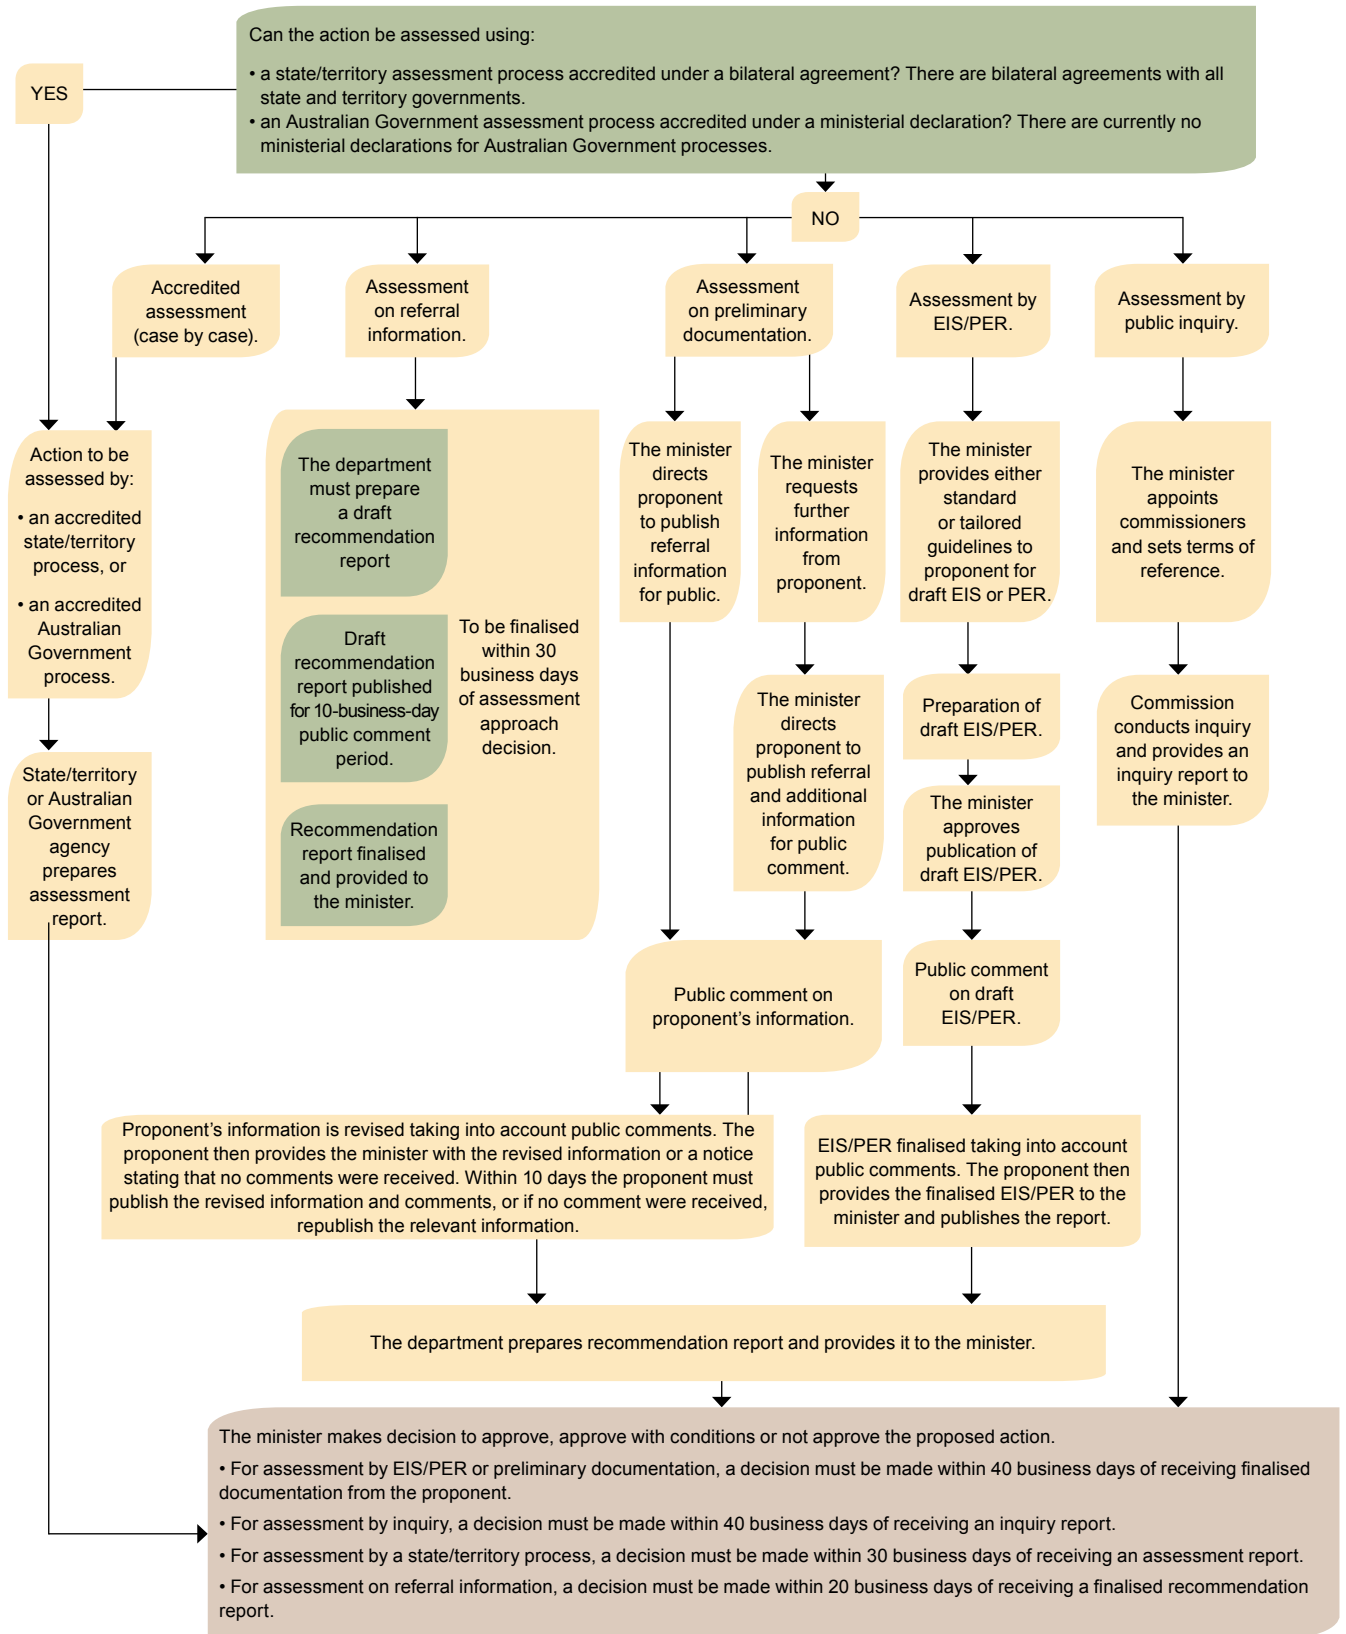 Can the action be assessed using:
• a state/territory assessment process accredited under a bilateral agreement? There are bilateral agreements with all
state and territory governments.
• an Australian Government assessment process accredited under a ministerial declaration? There are currently no
ministerial declarations for Australian Government processes.
YES
NO
Accredited
assessment
(case by case).
Assessment
on referral
information.
Assessment
on preliminary
documentation.
Assessment by
EIS/PER.
Assessment by
public inquiry.
Action to be
assessed by:
• an accredited
state/territory
process, or
• an accredited
Australian
Government
process.
State/territory
or Australian
Government
agency
prepares
assessment
report.
The department
must prepare
a draft
recommendation
report
Draft
recommendation
report published
for 10-business-day
public comment
period.
Recommendation
report finalised
and provided to
the minister.
To be finalised
within 30
business days
of assessment
approach
decision.
The minister
directs
proponent
to publish
referral
information
for public.
The minister
requests
further
information
from
proponent.
The minister
directs
proponent to
publish referral
and additional
information
for public
comment.
Public comment on
proponent’s information.
The minister
provides either
standard
or tailored
guidelines to
proponent for
draft EIS or PER.
Preparation of
draft EIS/PER.
The minister
approves
publication of
draft EIS/PER.
Public comment
on draft
EIS/PER.
The minister
appoints
commissioners
and sets terms of
reference.
Commission
conducts inquiry
and provides an
inquiry report to
the minister.
Proponent’s information is revised taking into account public comments. The
proponent then provides the minister with the revised information or a notice
stating that no comments were received. Within 10 days the proponent must
publish the revised information and comments, or if no comment were received,
republish the relevant information.
EIS/PER finalised taking into account
public comments. The proponent then
provides the finalised EIS/PER to the
minister and publishes the report.
The department prepares recommendation report and provides it to the minister.
The minister makes decision to approve, approve with conditions or not approve the proposed action.
• For assessment by EIS/PER or preliminary documentation, a decision must be made within 40 business days of receiving finalised
documentation from the proponent.
• For assessment by inquiry, a decision must be made within 40 business days of receiving an inquiry report.
• For assessment by a state/territory process, a decision must be made within 30 business days of receiving an assessment report.
• For assessment on referral information, a decision must be made within 20 business days of receiving a finalised recommendation
report.